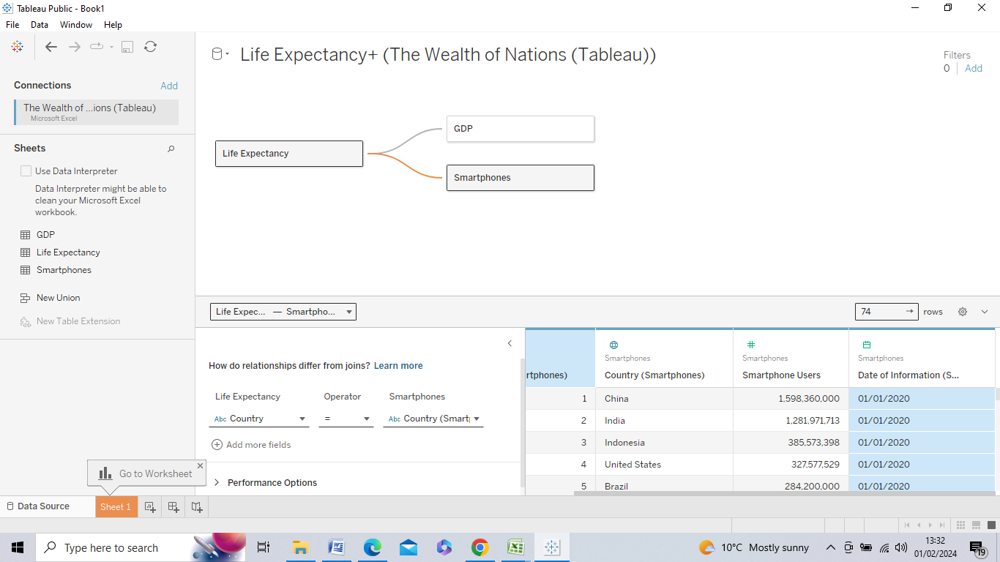 Tableau Public - Book1
File Data Window Help
Life Expectancy+ (The Wealth of Nations (Tableau))
Filters
0 Add
Connections Add
The Wealth of ...ions (Tableau)
Microsoft Excel
Sheets
Use Data Interpreter
Data Interpreter might be able to
clean your Microsoft Excel
workbook.
GDP
Life Expectancy
Smartphones
New Union
New Table Extension
Life Expectancy
GDP
Smartphones
Life Expec... — Smartpho...
74 → rows
How do relationships differ from joins? Learn more
Life Expectancy Operator Smartphones
Abc Country = Abc Country (Smart
Add more fields
Performance Options
Smartphones Smartphones Smartphones
rtphones) Country (Smartphones) Smartphone Users Date of Information (S...
1 China 1,598,360,000 01/01/2020
2 India 1,281,971,713 01/01/2020
3 Indonesia 385,573,398 01/01/2020
4 United States 327,577,529 01/01/2020
5 Brazil 284,200,000 01/01/2020
Go to Worksheet
Data Source Sheet 1
Type here to search
10°C Mostly sunny
13:32
01/02/2024
19